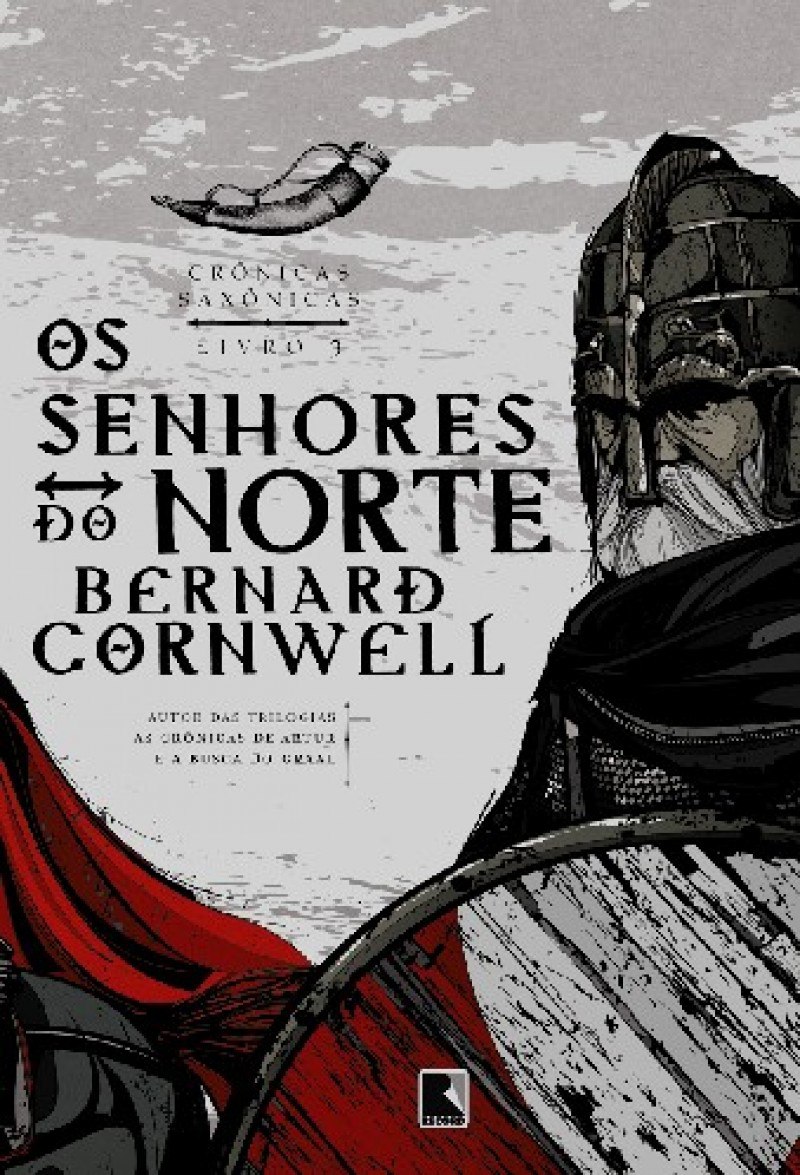 CRÔNICAS
SAXÔNICAS
LIVRO 3
OS
SENHORES
DO NORTE
BERNARD
CORNWELL
AUTOR DAS TRILOGIAS
AS CRÔNICAS DE ARTUR
E A BUSCA DO GRAAL
RECORD